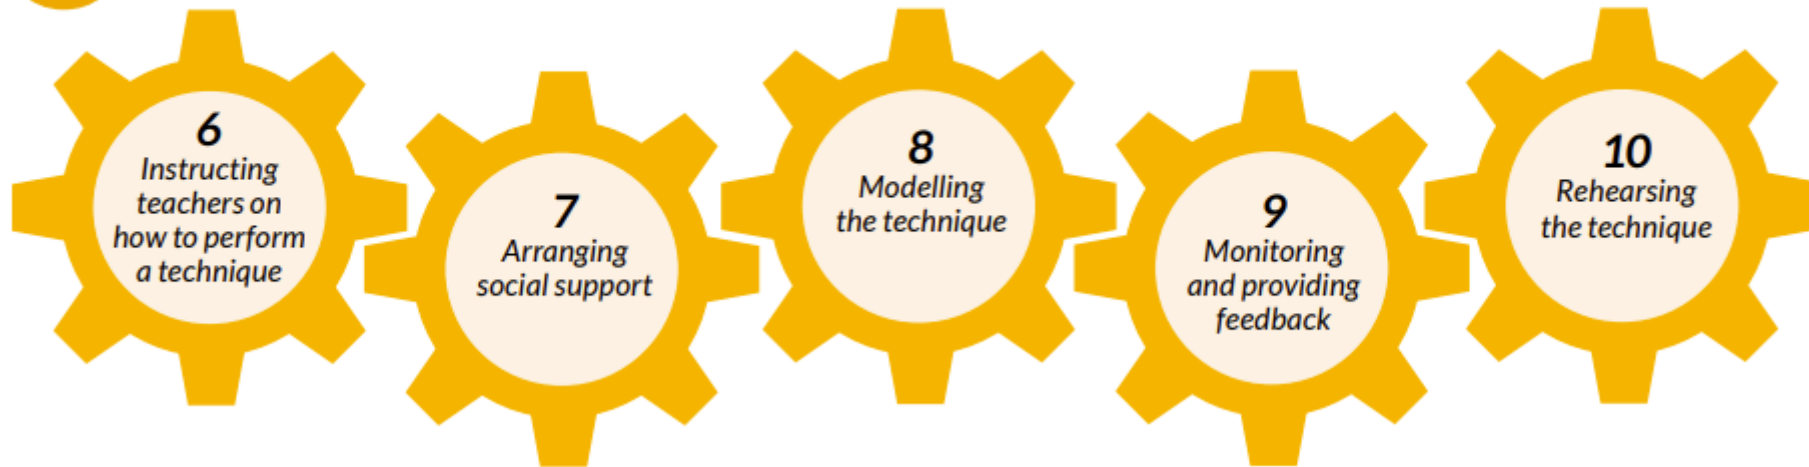 6
Instructing
teachers on
how to perform
a technique
7
Arranging
social support
8
Modelling
the technique
9
Monitoring
and providing
feedback
10
Rehearsing
the technique